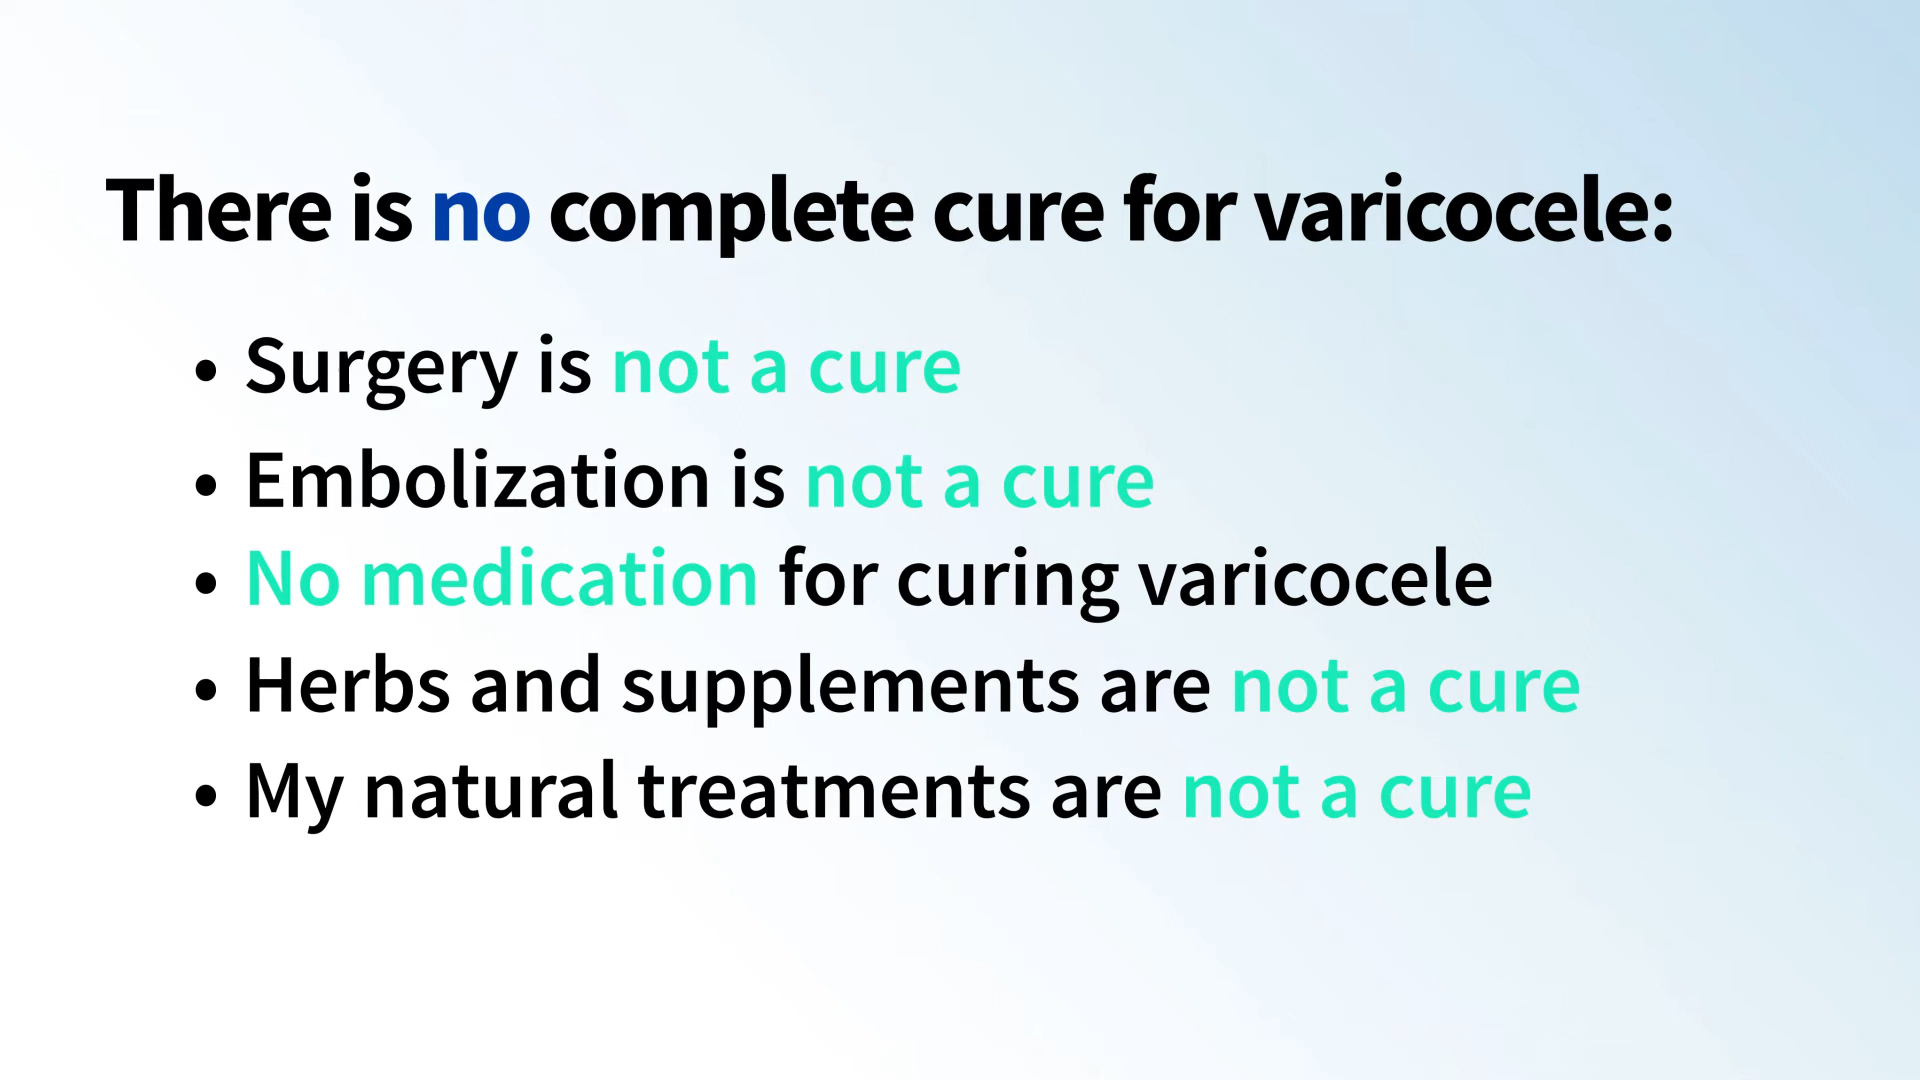 There is no complete cure for varicocele:
• Surgery is not a cure
• Embolization is not a cure
• No medication for curing varicocele
• Herbs and supplements are not a cure
• My natural treatments are not a cure